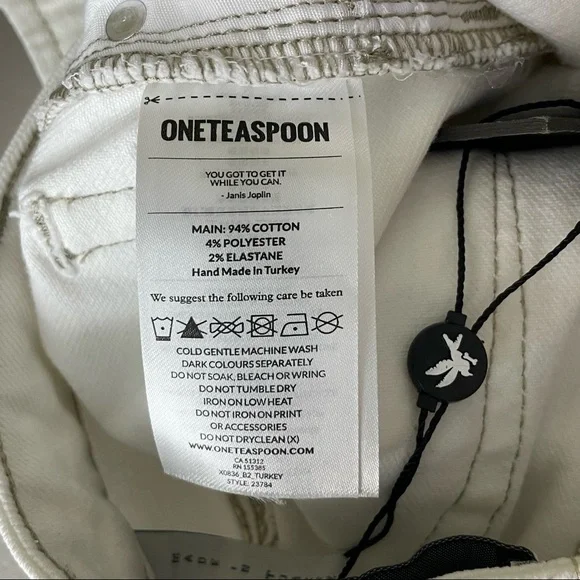 ONETEASPOON
YOU GOT TO GET IT
WHILE YOU CAN.
- Janis Joplin
MAIN: 94% COTTON
4% POLYESTER
2% ELASTANE
Hand Made in Turkey
We suggest the following care be taken
COLD GENTLE MACHINE WASH
DARK COLOURS SEPARATELY
DO NOT SOAK, BLEACH OR WRING
DO NOT TUMBLE DRY
IRON ON LOW HEAT
DO NOT IRON ON PRINT
OR ACCESSORIES
DO NOT DRYCLEAN (X)
WWW.ONETEASPOON.COM
CA 51312
RN 155385
X0836_B2_TURKEY
STYLE: 23784
MADE IN